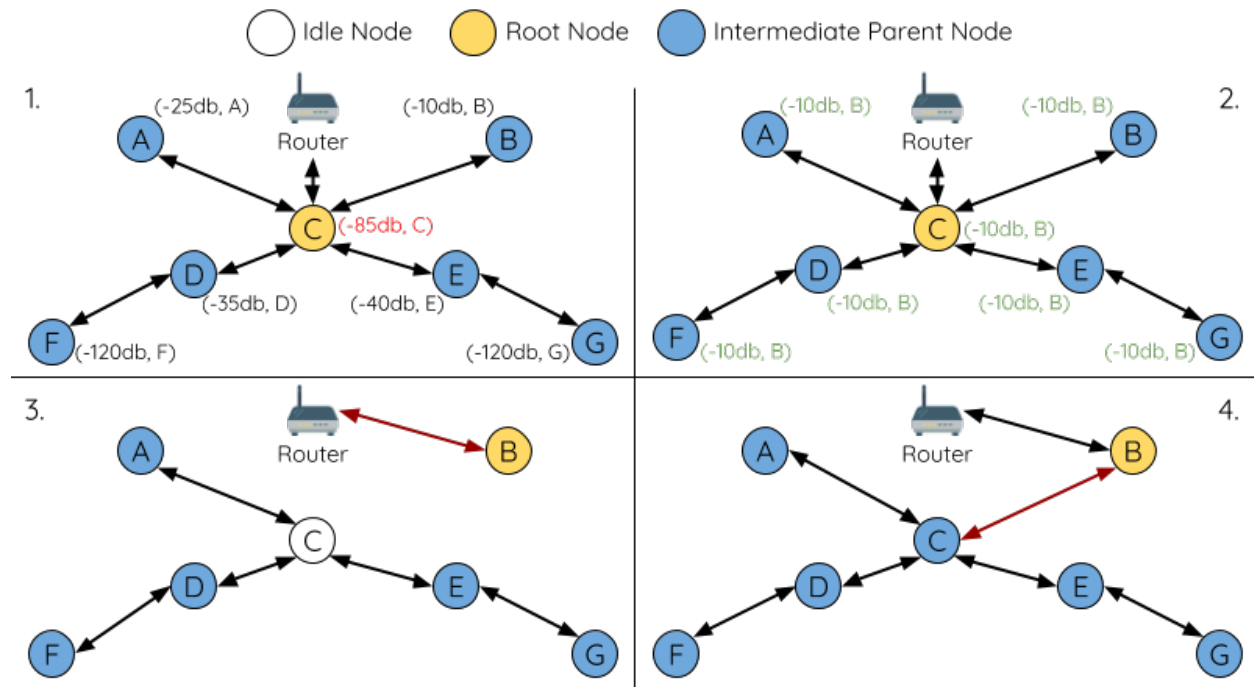 Idle Node
Root Node
Intermediate Parent Node
1.
(-25db, A)
(-10db, B)
A
Router
B
C
(-85db, C)
D
E
(-35db, D)
(-40db, E)
F
(-120db, F)
(-120db, G)
G
2.
(-10db, B)
(-10db, B)
A
Router
B
C
(-10db, B)
D
E
(-10db, B)
(-10db, B)
F
(-10db, B)
(-10db, B)
G
3.
A
Router
B
C
D
E
F
G
4.
A
Router
B
C
D
E
F
G